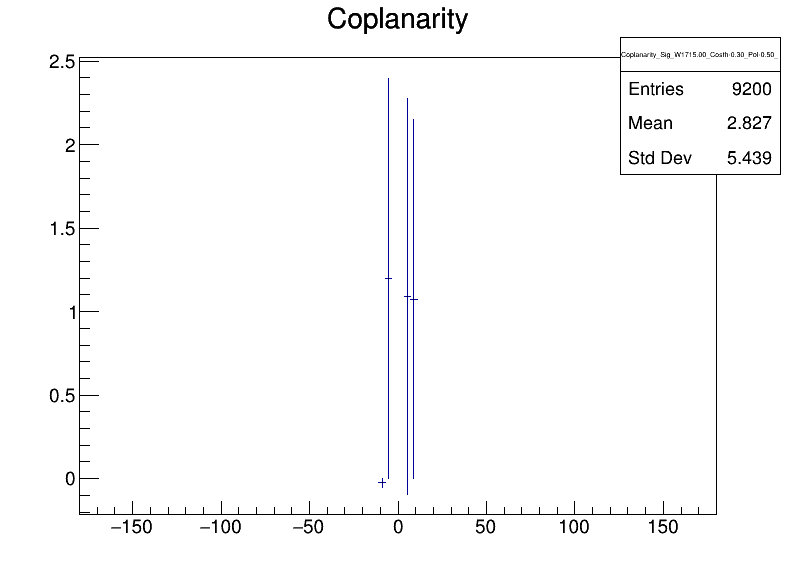 Coplanarity
Coplanarity_Sig_W1715.00_Costh-0.30_Pol-0.50_
Entries 9200
Mean 2.827
Std Dev 5.439
2.5
2
1.5
1
0.5
0
−150 −100 −50 0 50 100 150